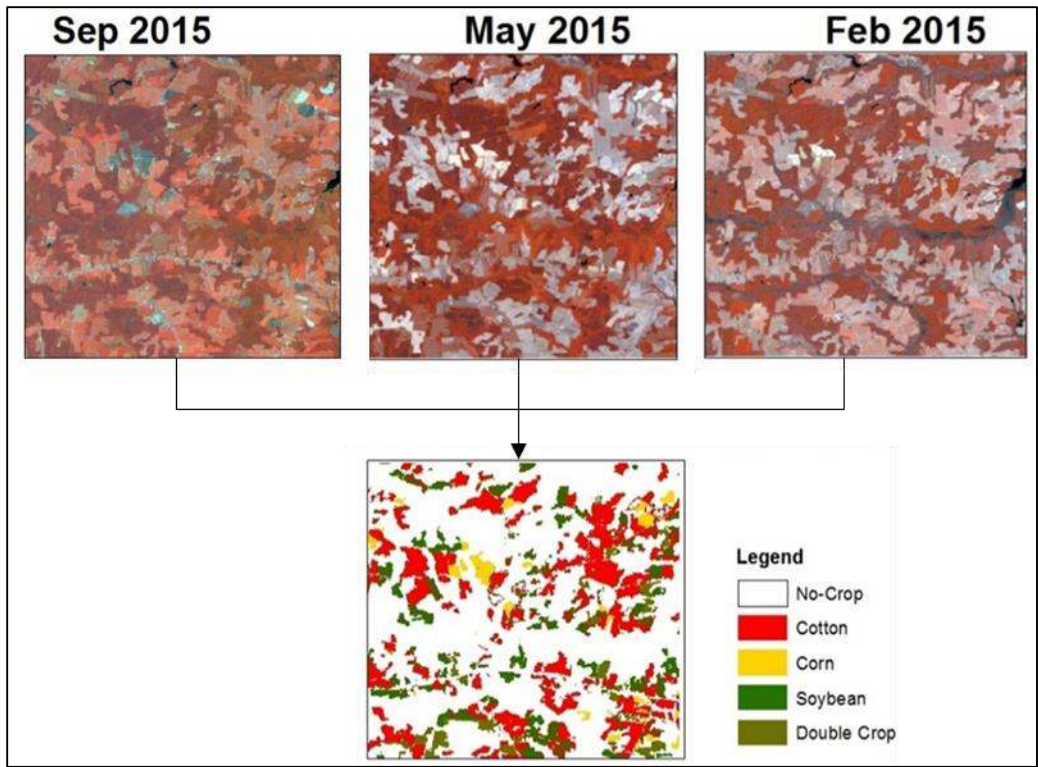 Sep 2015
May 2015
Feb 2015
Legend
No-Crop
Cotton
Corn
Soybean
Double Crop